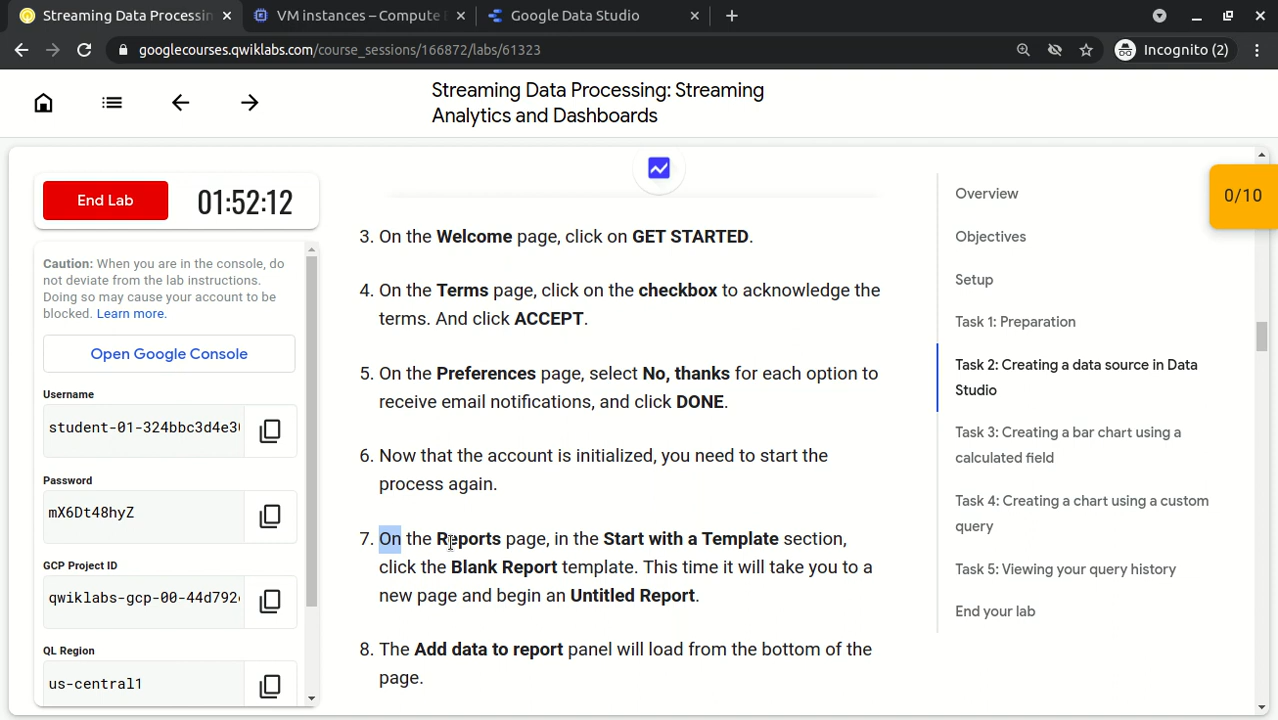 Streaming Data Processin
VM instances – Compute E
Google Data Studio
googlecourses.qwiklabs.com/course_sessions/166872/labs/61323
Incognito (2)
Streaming Data Processing: Streaming
Analytics and Dashboards
End Lab
01:52:12
Caution: When you are in the console, do
not deviate from the lab instructions.
Doing so may cause your account to be
blocked. Learn more.
Open Google Console
Username
student-01-324bbc3d4e3
Password
mX6Dt48hyZ
GCP Project ID
qwiklabs-gcp-00-44d792
QL Region
us-central1
3. On the Welcome page, click on GET STARTED.
4. On the Terms page, click on the checkbox to acknowledge the
terms. And click ACCEPT.
5. On the Preferences page, select No, thanks for each option to
receive email notifications, and click DONE.
6. Now that the account is initialized, you need to start the
process again.
7. On the Reports page, in the Start with a Template section,
click the Blank Report template. This time it will take you to a
new page and begin an Untitled Report.
8. The Add data to report panel will load from the bottom of the
page.
Overview
Objectives
Setup
Task 1: Preparation
Task 2: Creating a data source in Data
Studio
Task 3: Creating a bar chart using a
calculated field
Task 4: Creating a chart using a custom
query
Task 5: Viewing your query history
End your lab
0/10